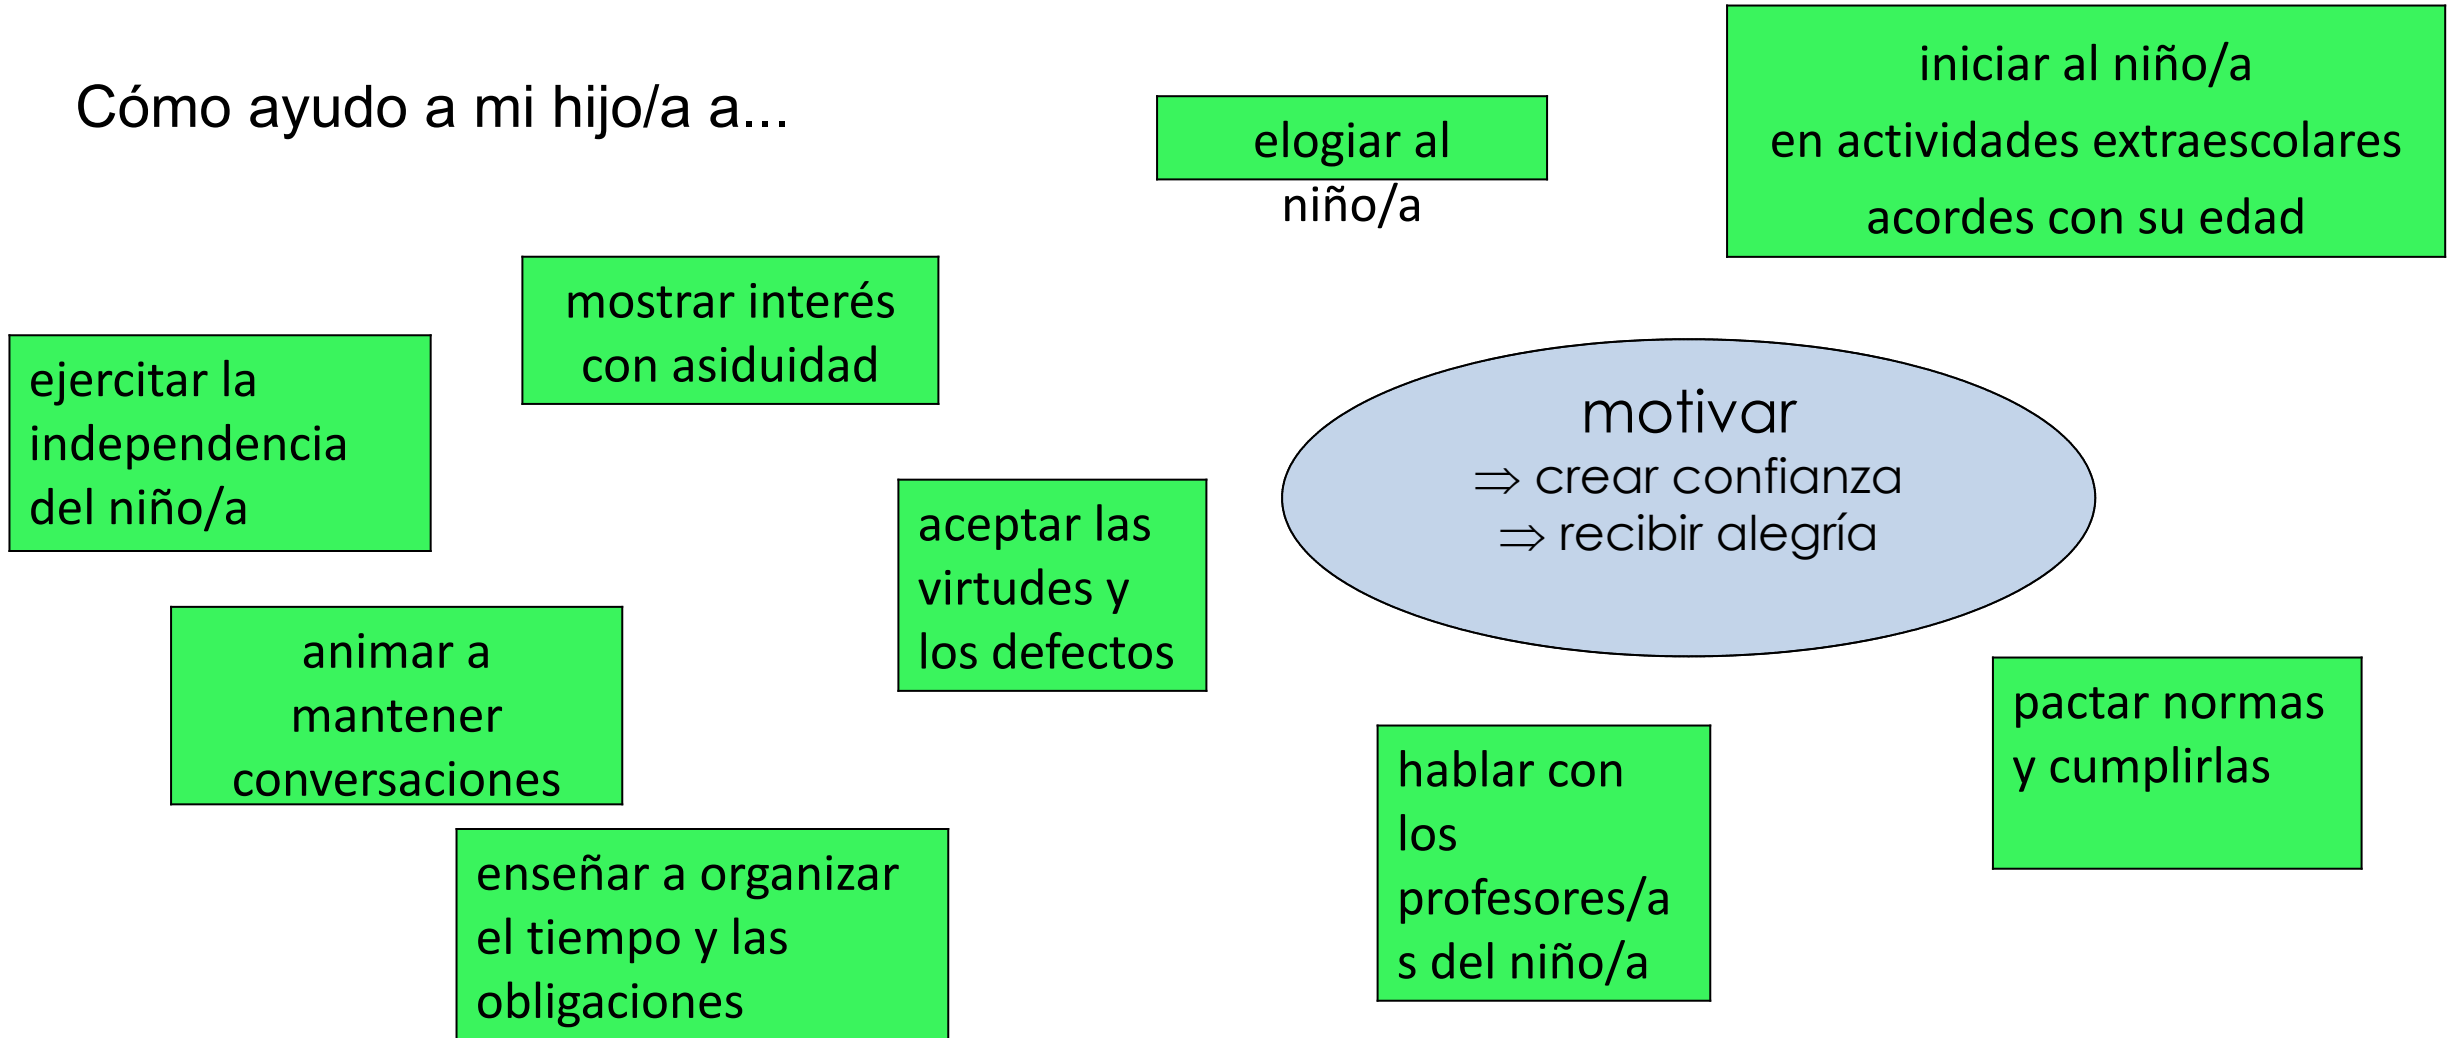 Cómo ayudo a mi hijo/a a...
elogiar al
niño/a
iniciar al niño/a
en actividades extraescolares
acordes con su edad
mostrar interés
con asiduidad
ejercitar la
independencia
del niño/a
motivar
⇒ crear confianza
⇒ recibir alegría
aceptar las
virtudes y
los defectos
animar a
mantener
conversaciones
pactar normas
y cumplirlas
hablar con
los
profesores/a
s del niño/a
enseñar a organizar
el tiempo y las
obligaciones